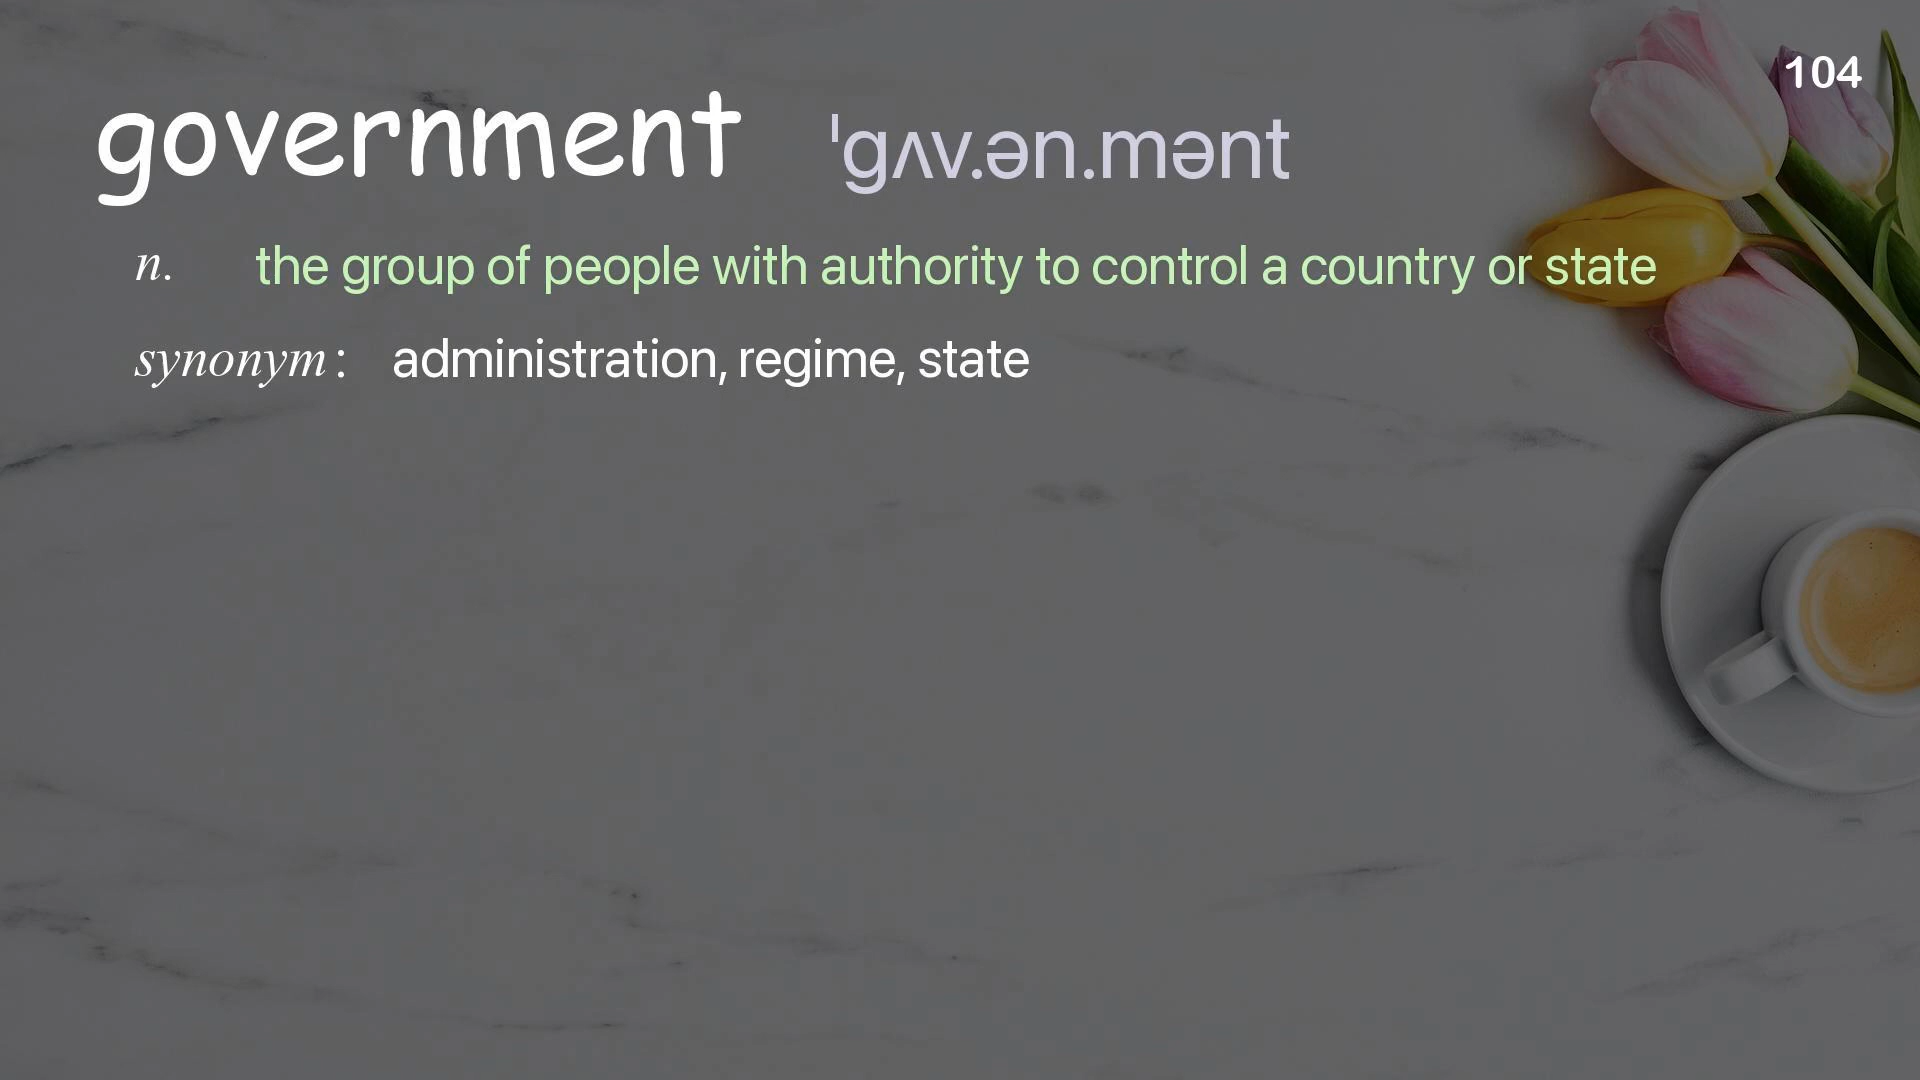 104
government ˈɡʌv.ən.mənt
n. the group of people with authority to control a country or state
synonym: administration, regime, state